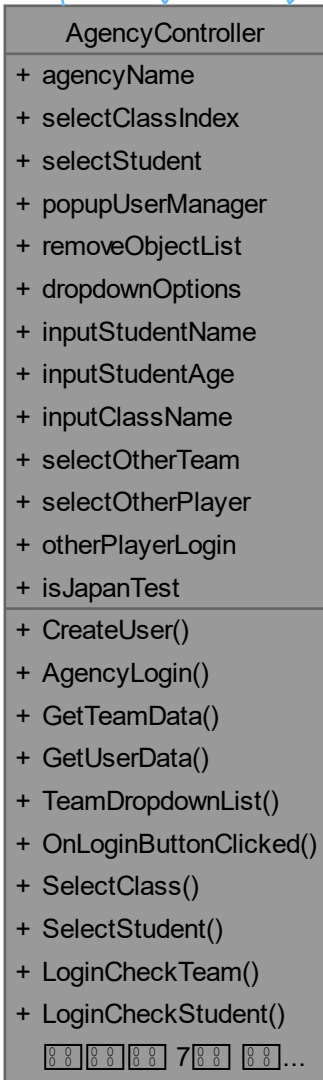 AgencyController
+ agencyName
+ selectClassIndex
+ selectStudent
+ popupUserManager
+ removeObjectList
+ dropdownOptions
+ inputStudentName
+ inputStudentAge
+ inputClassName
+ selectOtherTeam
+ selectOtherPlayer
+ otherPlayerLogin
+ isJapanTest
+ CreateUser()
+ AgencyLogin()
+ GetTeamData()
+ GetUserData()
+ TeamDropdownList()
+ OnLoginButtonClicked()
+ SelectClass()
+ SelectStudent()
+ LoginCheckTeam()
+ LoginCheckStudent()
7 ...